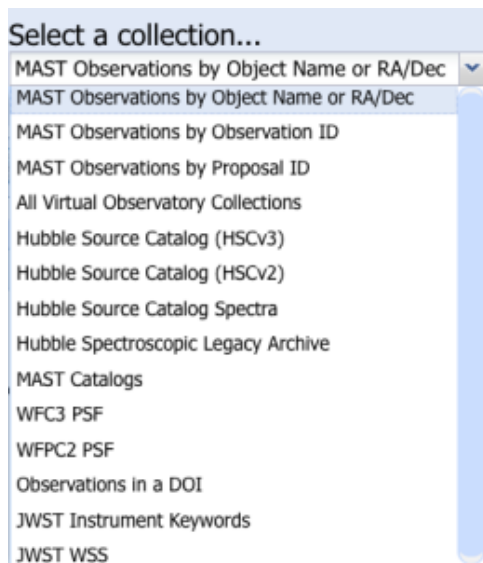 Select a collection...
MAST Observations by Object Name or RA/Dec
MAST Observations by Object Name or RA/Dec
MAST Observations by Observation ID
MAST Observations by Proposal ID
All Virtual Observatory Collections
Hubble Source Catalog (HSCv3)
Hubble Source Catalog (HSCv2)
Hubble Source Catalog Spectra
Hubble Spectroscopic Legacy Archive
MAST Catalogs
WFC3 PSF
WFPC2 PSF
Observations in a DOI
JWST Instrument Keywords
JWST WSS